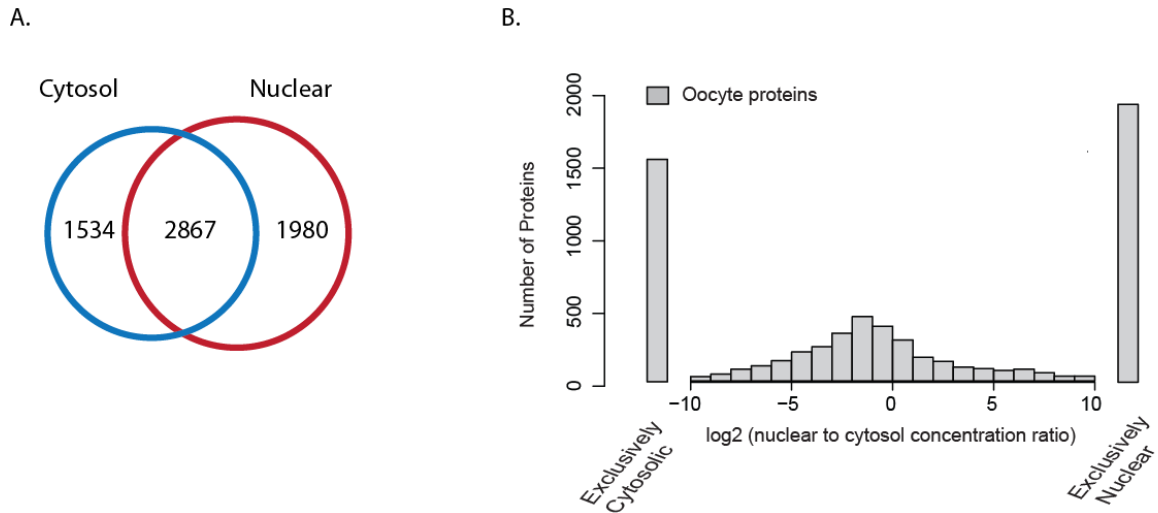 A.
Cytosol
Nuclear
1534
2867
1980
B.
Oocyte proteins
Number of Proteins
2000
1500
1000
500
0
−10
−5
0
5
10
log2 (nuclear to cytosol concentration ratio)
Exclusively
Cytosolic
Exclusively
Nuclear